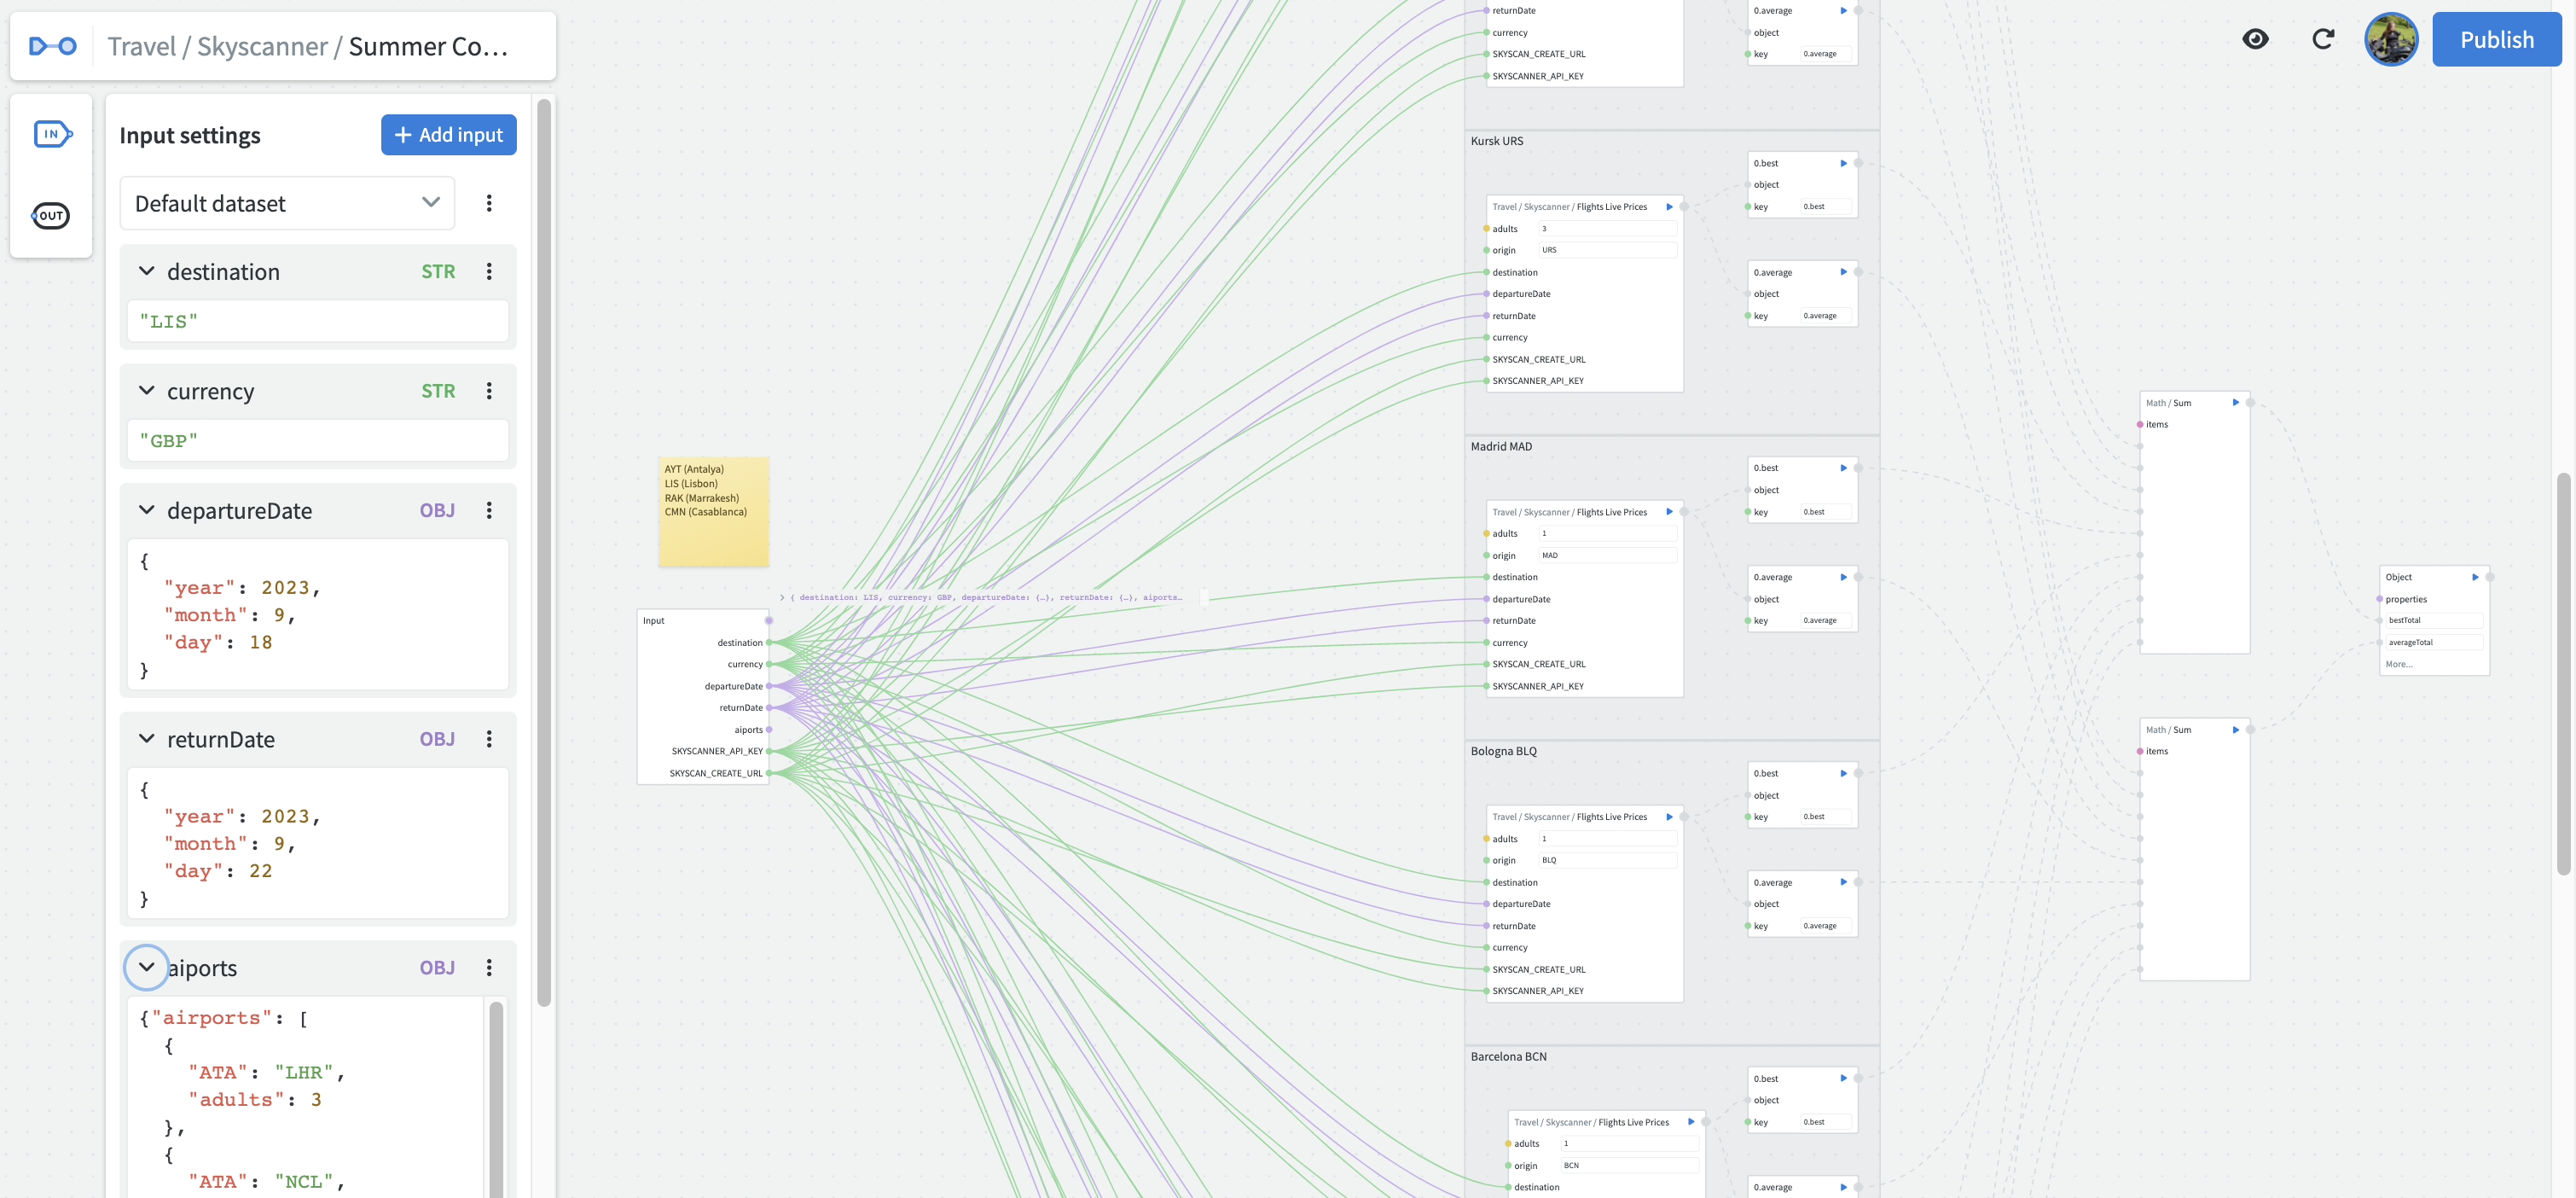 Travel / Skyscanner / Summer Co...
Publish
IN
OUT
Input settings
+ Add input
Default dataset
destination STR
"LIS"
currency STR
"GBP"
departureDate OBJ
{
"year": 2023,
"month": 9,
"day": 18
}
returnDate OBJ
{
"year": 2023,
"month": 9,
"day": 22
}
aiports OBJ
{"airports": [
{
"ATA": "LHR",
"adults": 3
},
{
"ATA": "NCL",
AYT (Antalya)
LIS (Lisbon)
RAK (Marrakesh)
CMN (Casablanca)
{ destination: LIS, currency: GBP, departureDate: {…}, returnDate: {…}, aiports…
Input
destination
currency
departureDate
returnDate
aiports
SKYSCANNER_API_KEY
SKYSCAN_CREATE_URL
returnDate
currency
SKYSCAN_CREATE_URL
SKYSCANNER_API_KEY
0.average
object
key 0.average
Kursk URS
Travel / Skyscanner / Flights Live Prices
adults 3
origin URS
destination
departureDate
returnDate
currency
SKYSCAN_CREATE_URL
SKYSCANNER_API_KEY
0.best
object
key 0.best
0.average
object
key 0.average
Madrid MAD
Travel / Skyscanner / Flights Live Prices
adults 1
origin MAD
destination
departureDate
returnDate
currency
SKYSCAN_CREATE_URL
SKYSCANNER_API_KEY
0.best
object
key 0.best
0.average
object
key 0.average
Bologna BLQ
Travel / Skyscanner / Flights Live Prices
adults 1
origin BLQ
destination
departureDate
returnDate
currency
SKYSCAN_CREATE_URL
SKYSCANNER_API_KEY
0.best
object
key 0.best
0.average
object
key 0.average
Barcelona BCN
Travel / Skyscanner / Flights Live Prices
adults 1
origin BCN
destination
0.best
object
key 0.best
0.average
Math / Sum
items
Math / Sum
items
Object
properties
bestTotal
averageTotal
More...